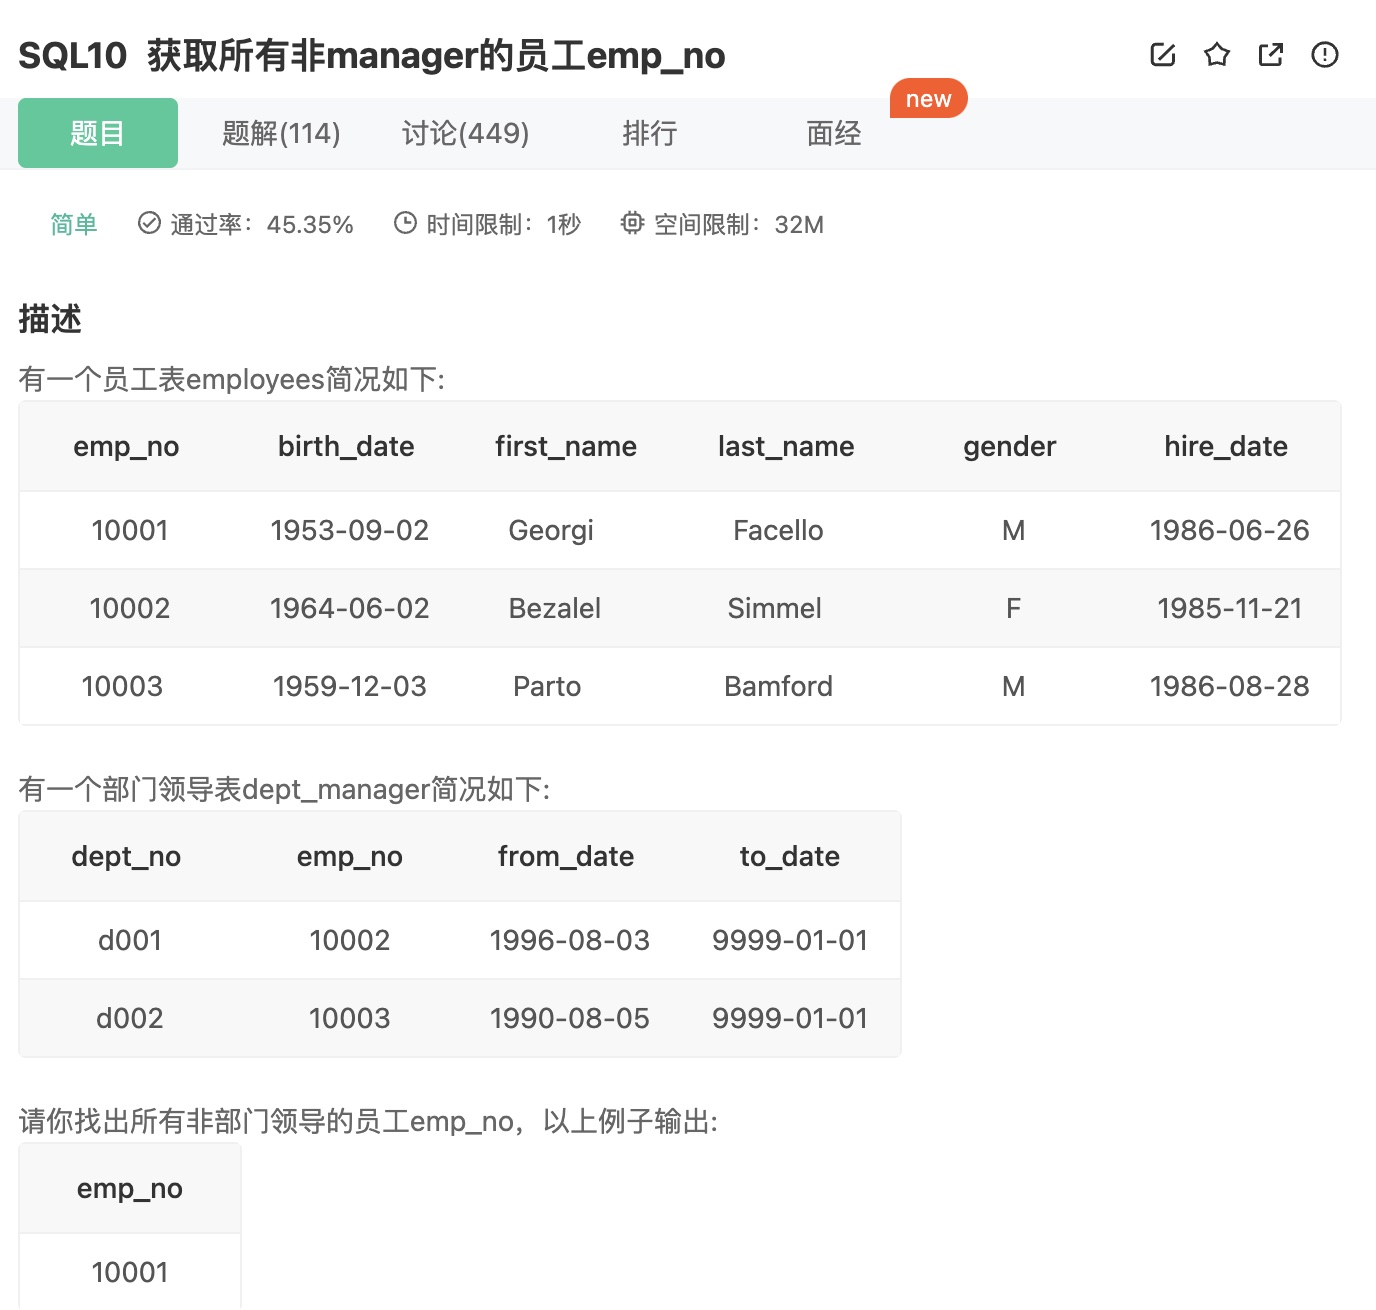 SQL10 获取所有非manager的员工emp_no
new
题目 题解(114) 讨论(449) 排行 面经
简单 通过率：45.35% 时间限制：1秒 空间限制：32M
描述
有一个员工表employees简况如下:
emp_no birth_date first_name last_name gender hire_date
10001 1953-09-02 Georgi Facello M 1986-06-26
10002 1964-06-02 Bezalel Simmel F 1985-11-21
10003 1959-12-03 Parto Bamford M 1986-08-28
有一个部门领导表dept_manager简况如下:
dept_no emp_no from_date to_date
d001 10002 1996-08-03 9999-01-01
d002 10003 1990-08-05 9999-01-01
请你找出所有非部门领导的员工emp_no，以上例子输出:
emp_no
10001